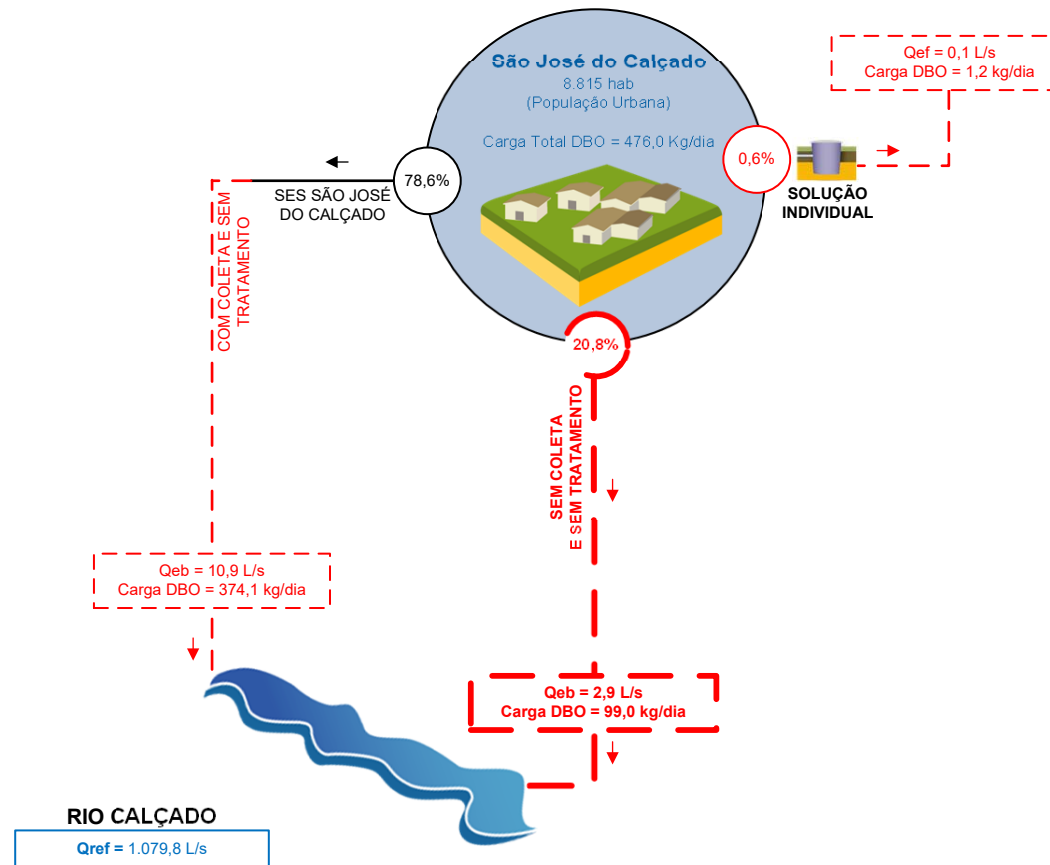 São José do Calçado
8.815 hab
(População Urbana)
Carga Total DBO = 476,0 Kg/dia
Qef = 0,1 L/s
Carga DBO = 1,2 kg/dia
0,6%
SOLUÇÃO
INDIVIDUAL
78,6%
SES SÃO JOSÉ
DO CALÇADO
COM COLETA E SEM
TRATAMENTO
20,8%
SEM COLETA
E SEM TRATAMENTO
Qeb = 10,9 L/s
Carga DBO = 374,1 kg/dia
Qeb = 2,9 L/s
Carga DBO = 99,0 kg/dia
RIO CALÇADO
Qref = 1.079,8 L/s